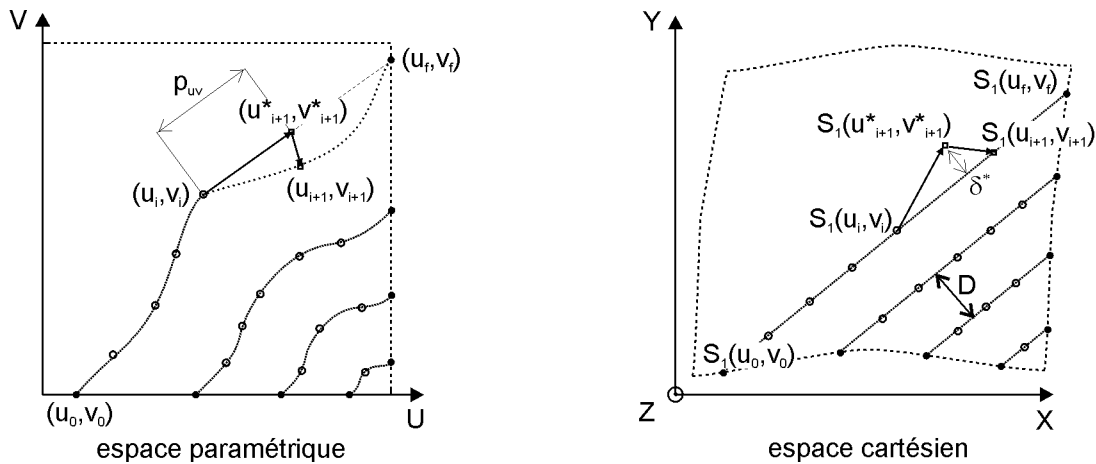 V
(u_f,v_f)
p_uv
(u*_i+1,v*_i+1)
(u_i,v_i)
(u_i+1,v_i+1)
(u_0,v_0)
U
espace paramétrique
Y
S_1(u_f,v_f)
S_1(u*_i+1,v*_i+1)
S_1(u_i+1,v_i+1)
δ*
S_1(u_i,v_i)
D
S_1(u_0,v_0)
Z
X
espace cartésien